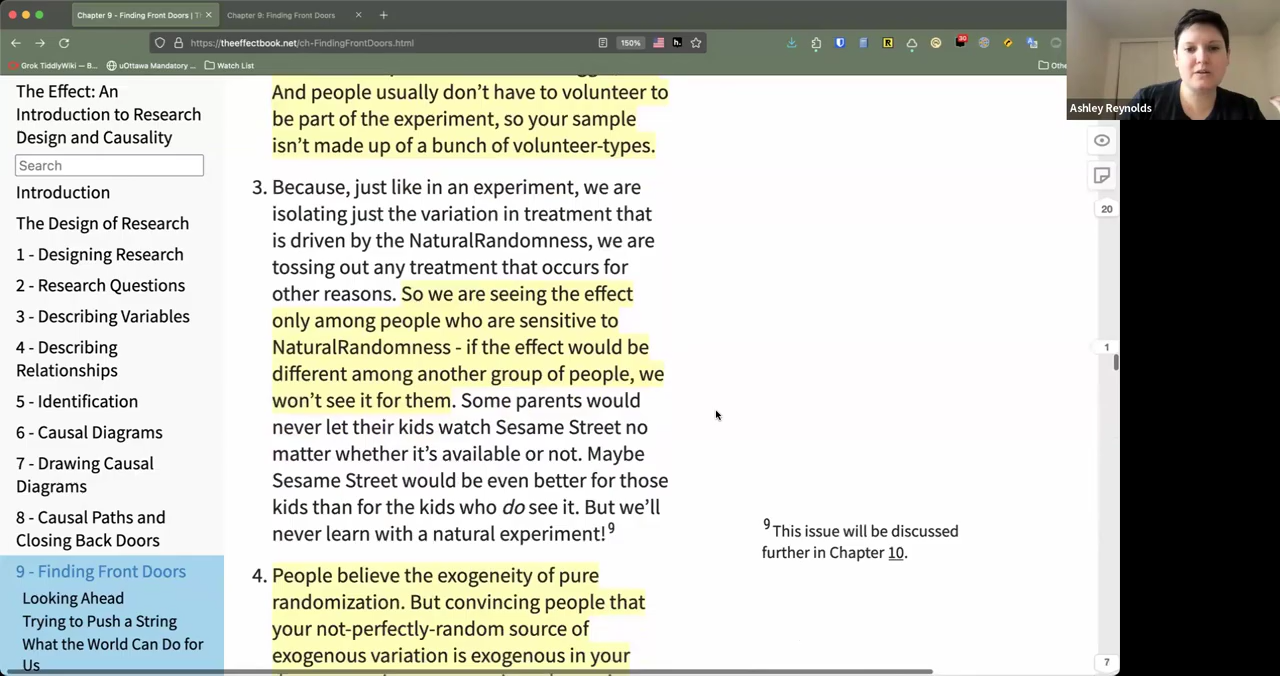 Chapter 9 - Finding Front Doors | T
Chapter 9: Finding Front Doors
https://theeffectbook.net/ch-FindingFrontDoors.html
150%
30
Grok TiddlyWiki — B...
uOttawa Mandatory ...
Watch List
Othe
Ashley Reynolds
The Effect: An
Introduction to Research
Design and Causality
Search
Introduction
The Design of Research
1 - Designing Research
2 - Research Questions
3 - Describing Variables
4 - Describing
Relationships
5 - Identification
6 - Causal Diagrams
7 - Drawing Causal
Diagrams
8 - Causal Paths and
Closing Back Doors
9 - Finding Front Doors
Looking Ahead
Trying to Push a String
What the World Can Do for
Us
And people usually don't have to volunteer to
be part of the experiment, so your sample
isn't made up of a bunch of volunteer-types.
3. Because, just like in an experiment, we are
isolating just the variation in treatment that
is driven by the NaturalRandomness, we are
tossing out any treatment that occurs for
other reasons. So we are seeing the effect
only among people who are sensitive to
NaturalRandomness - if the effect would be
different among another group of people, we
won't see it for them. Some parents would
never let their kids watch Sesame Street no
matter whether it's available or not. Maybe
Sesame Street would be even better for those
kids than for the kids who do see it. But we'll
never learn with a natural experiment!9
4. People believe the exogeneity of pure
randomization. But convincing people that
your not-perfectly-random source of
exogenous variation is exogenous in your
9 This issue will be discussed
further in Chapter 10.
20
1
7